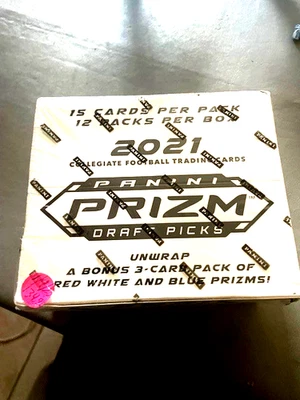 15 CARDS PER PACK
12 PACKS PER BOX
2021
COLLEGIATE FOOTBALL TRADING CARDS
PANINI
PRIZM
DRAFT PICKS
UNWRAP
A BONUS 3-CARD PACK OF
RED WHITE AND BLUE PRIZMS!